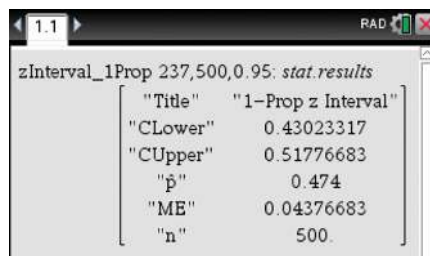 1.1 RAD
zInterval_1Prop 237,500,0.95: stat.results
"Title" "1-Prop z Interval"
"CLower" 0.43023317
"CUpper" 0.51776683
"p̂" 0.474
"ME" 0.04376683
"n" 500.